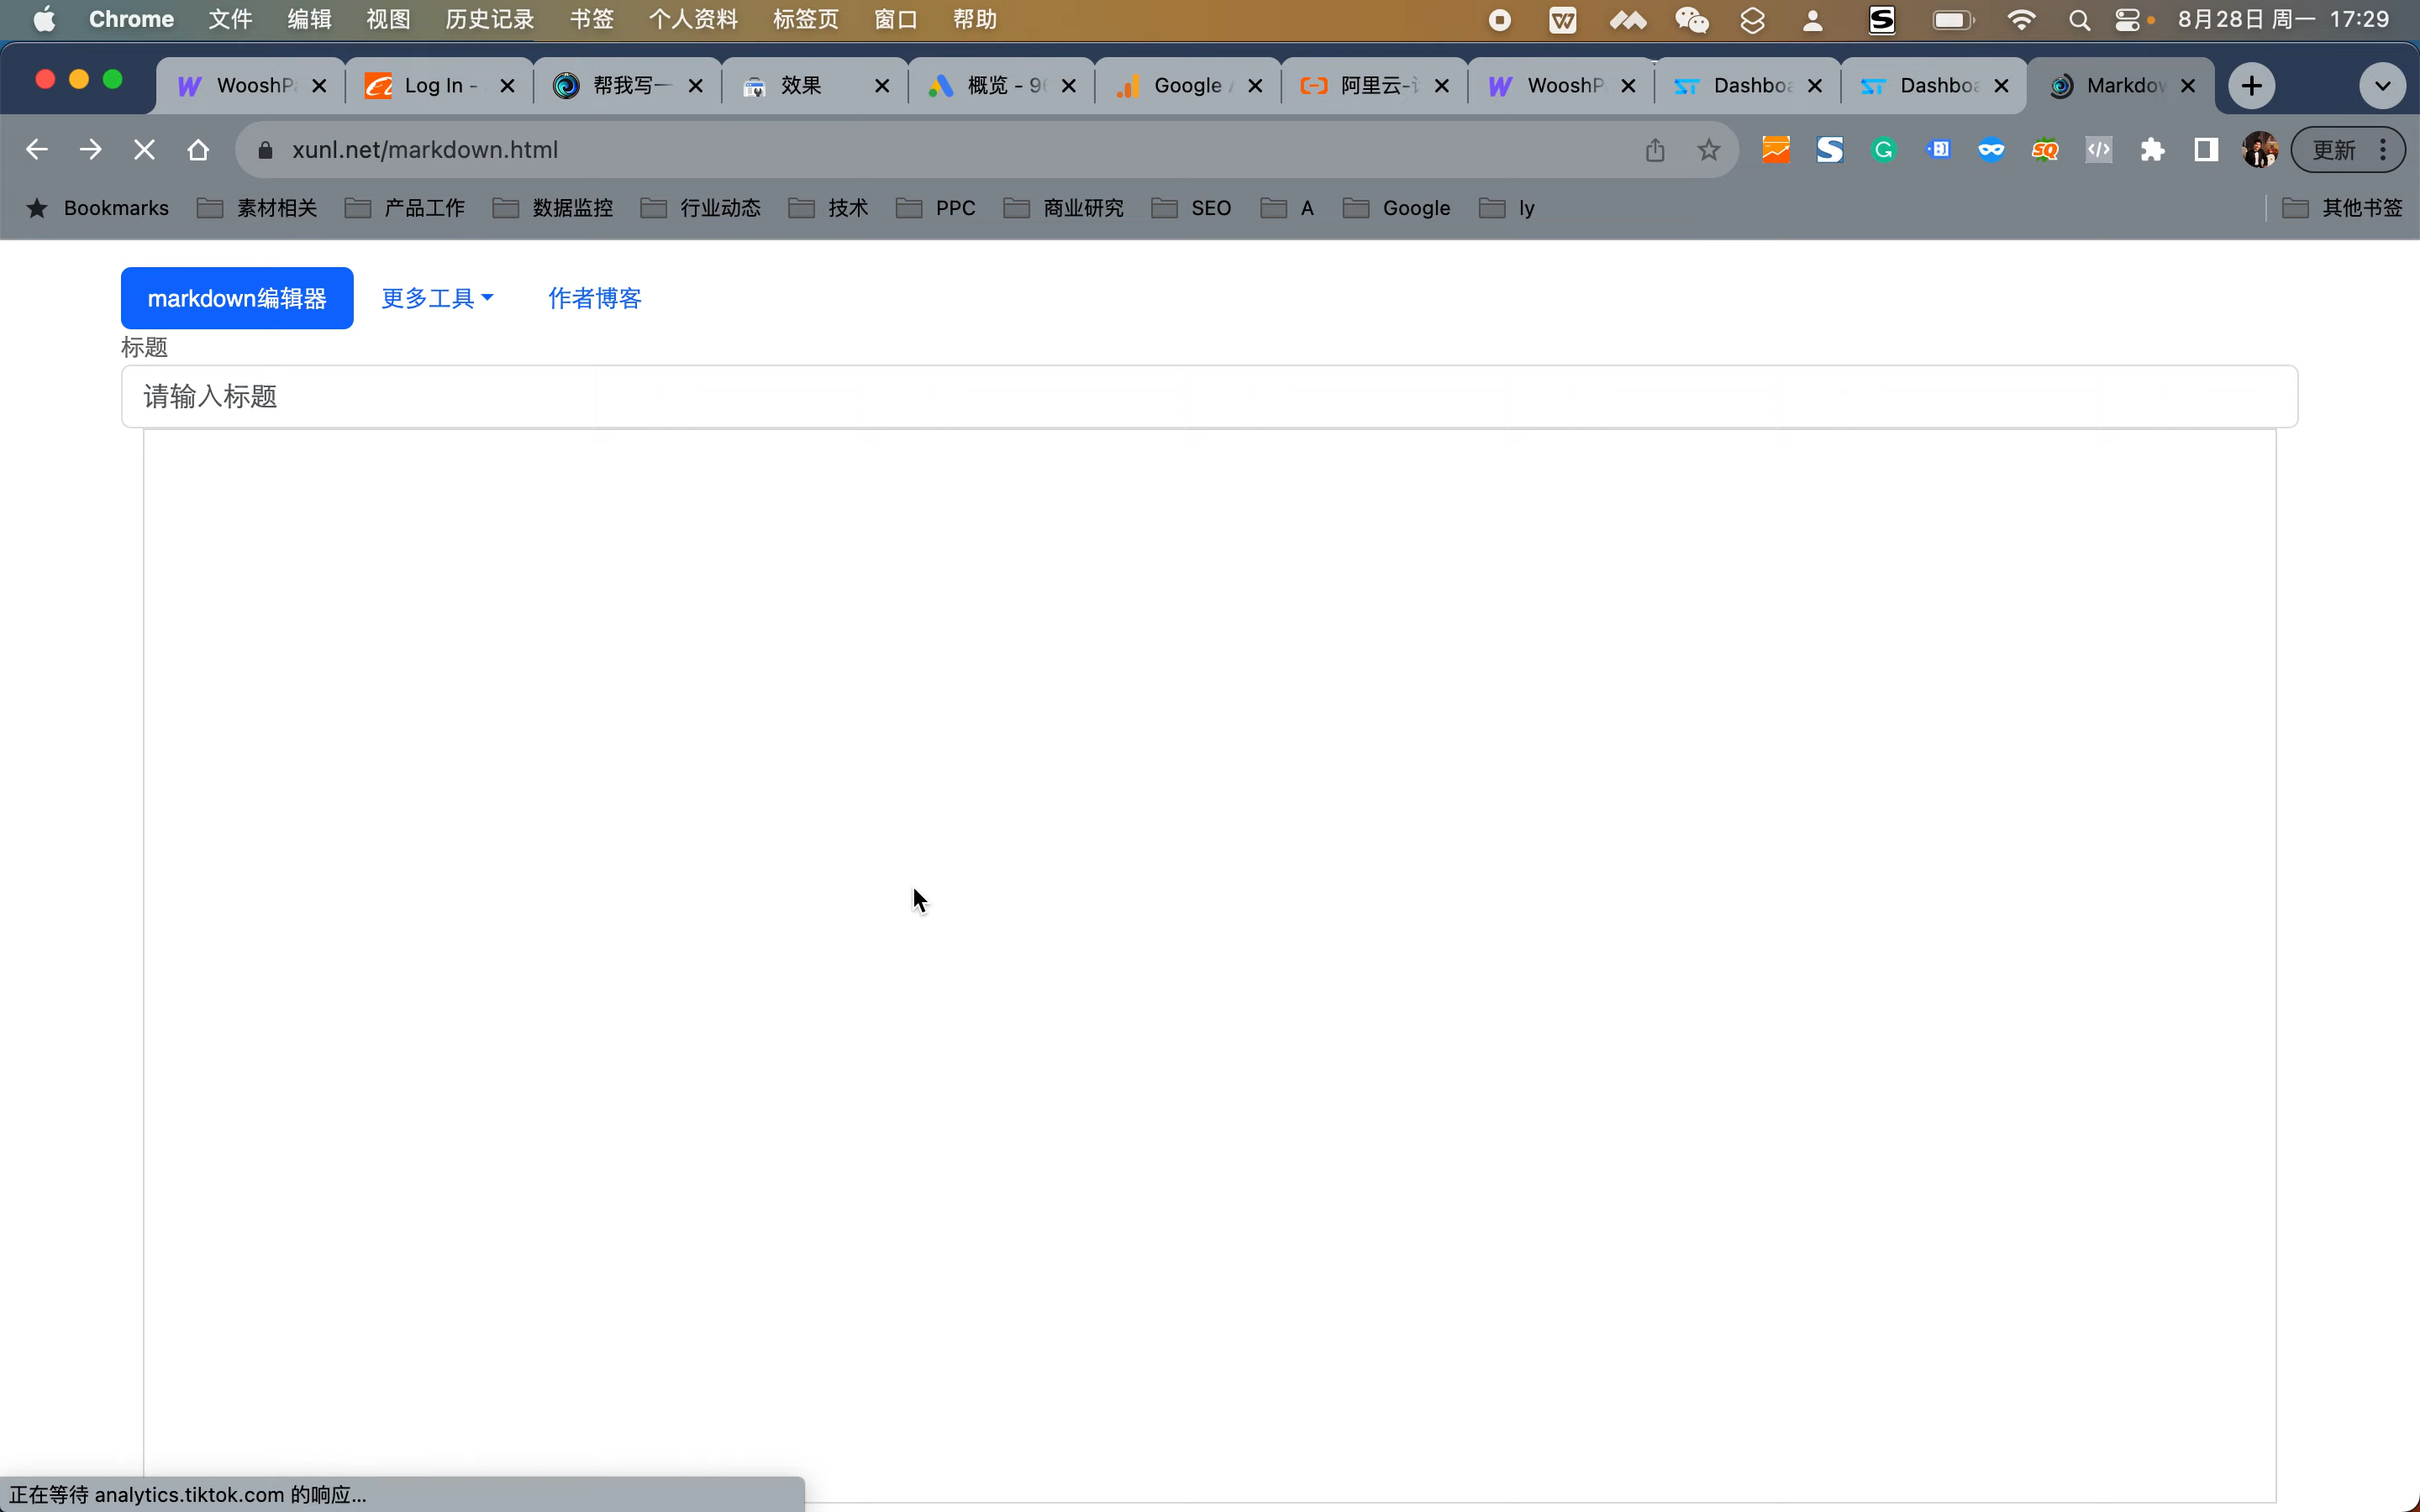 Chrome 文件 编辑 视图 历史记录 书签 个人资料 标签页 窗口 帮助 8月28日 周一 17:29
WooshPa Log In - 帮我写一 效果 概览 - 96 Google A 阿里云- WooshP Dashboa Dashboa Markdow
xunl.net/markdown.html 更新
Bookmarks 素材相关 产品工作 数据监控 行业动态 技术 PPC 商业研究 SEO A Google ly 其他书签
markdown编辑器 更多工具 作者博客
标题
请输入标题
正在等待 analytics.tiktok.com 的响应...